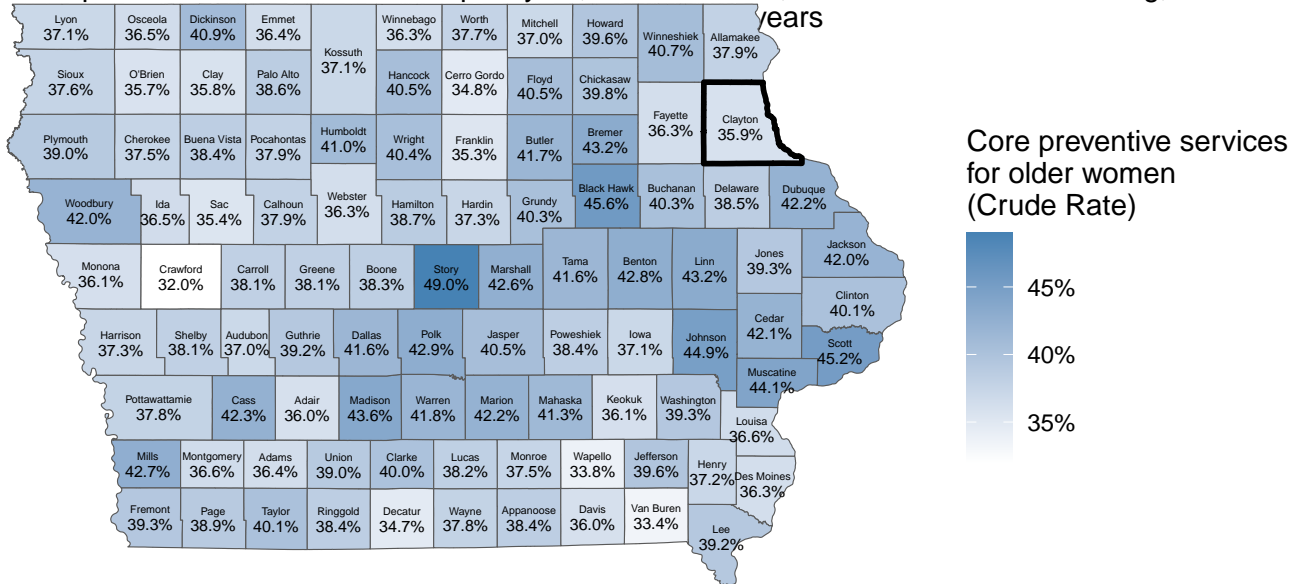 years
Lyon
37.1%
Osceola
36.5%
Dickinson
40.9%
Emmet
36.4%
Kossuth
37.1%
Winnebago
36.3%
Worth
37.7%
Mitchell
37.0%
Howard
39.6%
Winneshiek
40.7%
Allamakee
37.9%
Sioux
37.6%
O'Brien
35.7%
Clay
35.8%
Palo Alto
38.6%
Hancock
40.5%
Cerro Gordo
34.8%
Floyd
40.5%
Chickasaw
39.8%
Fayette
36.3%
Clayton
35.9%
Plymouth
39.0%
Cherokee
37.5%
Buena Vista
38.4%
Pocahontas
37.9%
Humboldt
41.0%
Wright
40.4%
Franklin
35.3%
Butler
41.7%
Bremer
43.2%
Woodbury
42.0%
Ida
36.5%
Sac
35.4%
Calhoun
37.9%
Webster
36.3%
Hamilton
38.7%
Hardin
37.3%
Grundy
40.3%
Black Hawk
45.6%
Buchanan
40.3%
Delaware
38.5%
Dubuque
42.2%
Monona
36.1%
Crawford
32.0%
Carroll
38.1%
Greene
38.1%
Boone
38.3%
Story
49.0%
Marshall
42.6%
Tama
41.6%
Benton
42.8%
Linn
43.2%
Jones
39.3%
Jackson
42.0%
Clinton
40.1%
Harrison
37.3%
Shelby
38.1%
Audubon
37.0%
Guthrie
39.2%
Dallas
41.6%
Polk
42.9%
Jasper
40.5%
Poweshiek
38.4%
Iowa
37.1%
Johnson
44.9%
Cedar
42.1%
Scott
45.2%
Muscatine
44.1%
Pottawattamie
37.8%
Cass
42.3%
Adair
36.0%
Madison
43.6%
Warren
41.8%
Marion
42.2%
Mahaska
41.3%
Keokuk
36.1%
Washington
39.3%
Louisa
36.6%
Mills
42.7%
Montgomery
36.6%
Adams
36.4%
Union
39.0%
Clarke
40.0%
Lucas
38.2%
Monroe
37.5%
Wapello
33.8%
Jefferson
39.6%
Henry
37.2%
Des Moines
36.3%
Fremont
39.3%
Page
38.9%
Taylor
40.1%
Ringgold
38.4%
Decatur
34.7%
Wayne
37.8%
Appanoose
38.4%
Davis
36.0%
Van Buren
33.4%
Lee
39.2%
Core preventive services
for older women
(Crude Rate)
45%
40%
35%